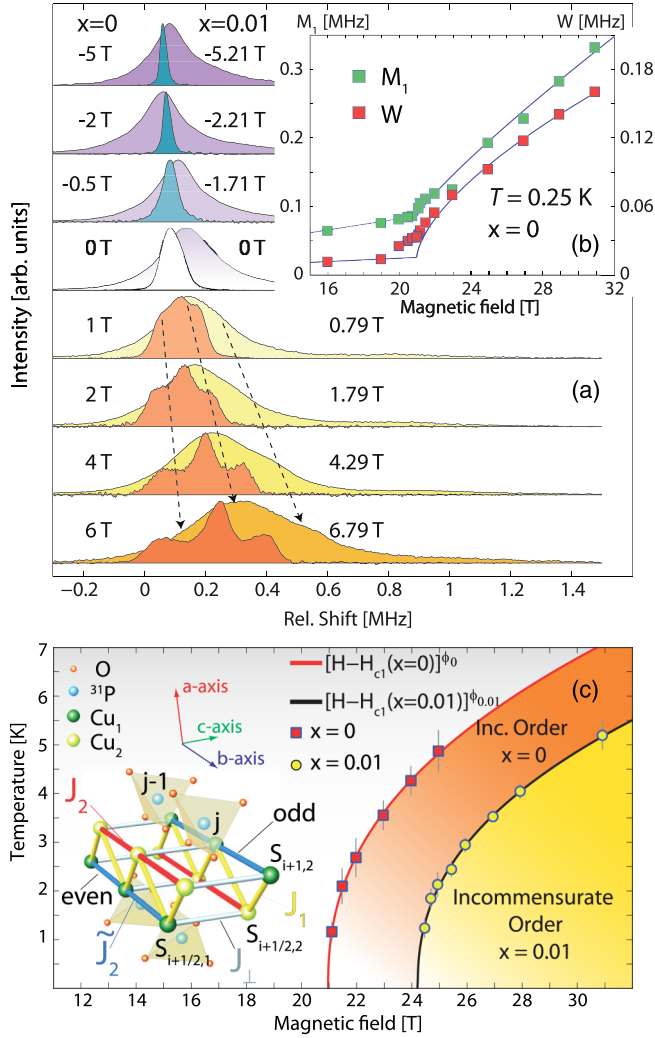 x=0 x=0.01
-5 T -5.21 T
-2 T -2.21 T
-0.5 T -1.71 T
0 T 0 T
1 T 0.79 T
2 T 1.79 T
4 T 4.29 T
6 T 6.79 T
(a)
Intensity [arb. units]
−0.2 0 0.2 0.4 0.6 0.8 1 1.2 1.4
Rel. Shift [MHz]
M1 [MHz] W [MHz]
0.3 0.18
0.2 0.12
0.1 0.06
0 0
M1
W
T = 0.25 K
x = 0
(b)
16 18 20 22 24 26 28 30 32
Magnetic field [T]
7
6
5
4
3
2
1
Temperature [K]
O
31P
Cu1
Cu2
a-axis
c-axis
b-axis
[H−Hc1(x=0)]ϕ0
[H−Hc1(x=0.01)]ϕ0.01
x = 0
x = 0.01
(c)
Inc. Order
x = 0
Incommensurate
Order
x = 0.01
j-1
j
odd
J2
Si+1,2
even
J1
J̃2
Si+1/2,1
Si+1/2,2
J⊥
12 14 16 18 20 22 24 26 28 30
Magnetic field [T]